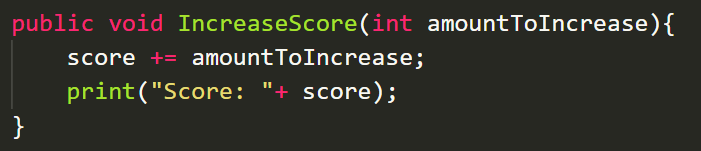 public void IncreaseScore(int amountToIncrease){
    score += amountToIncrease;
    print("Score: "+ score);
}